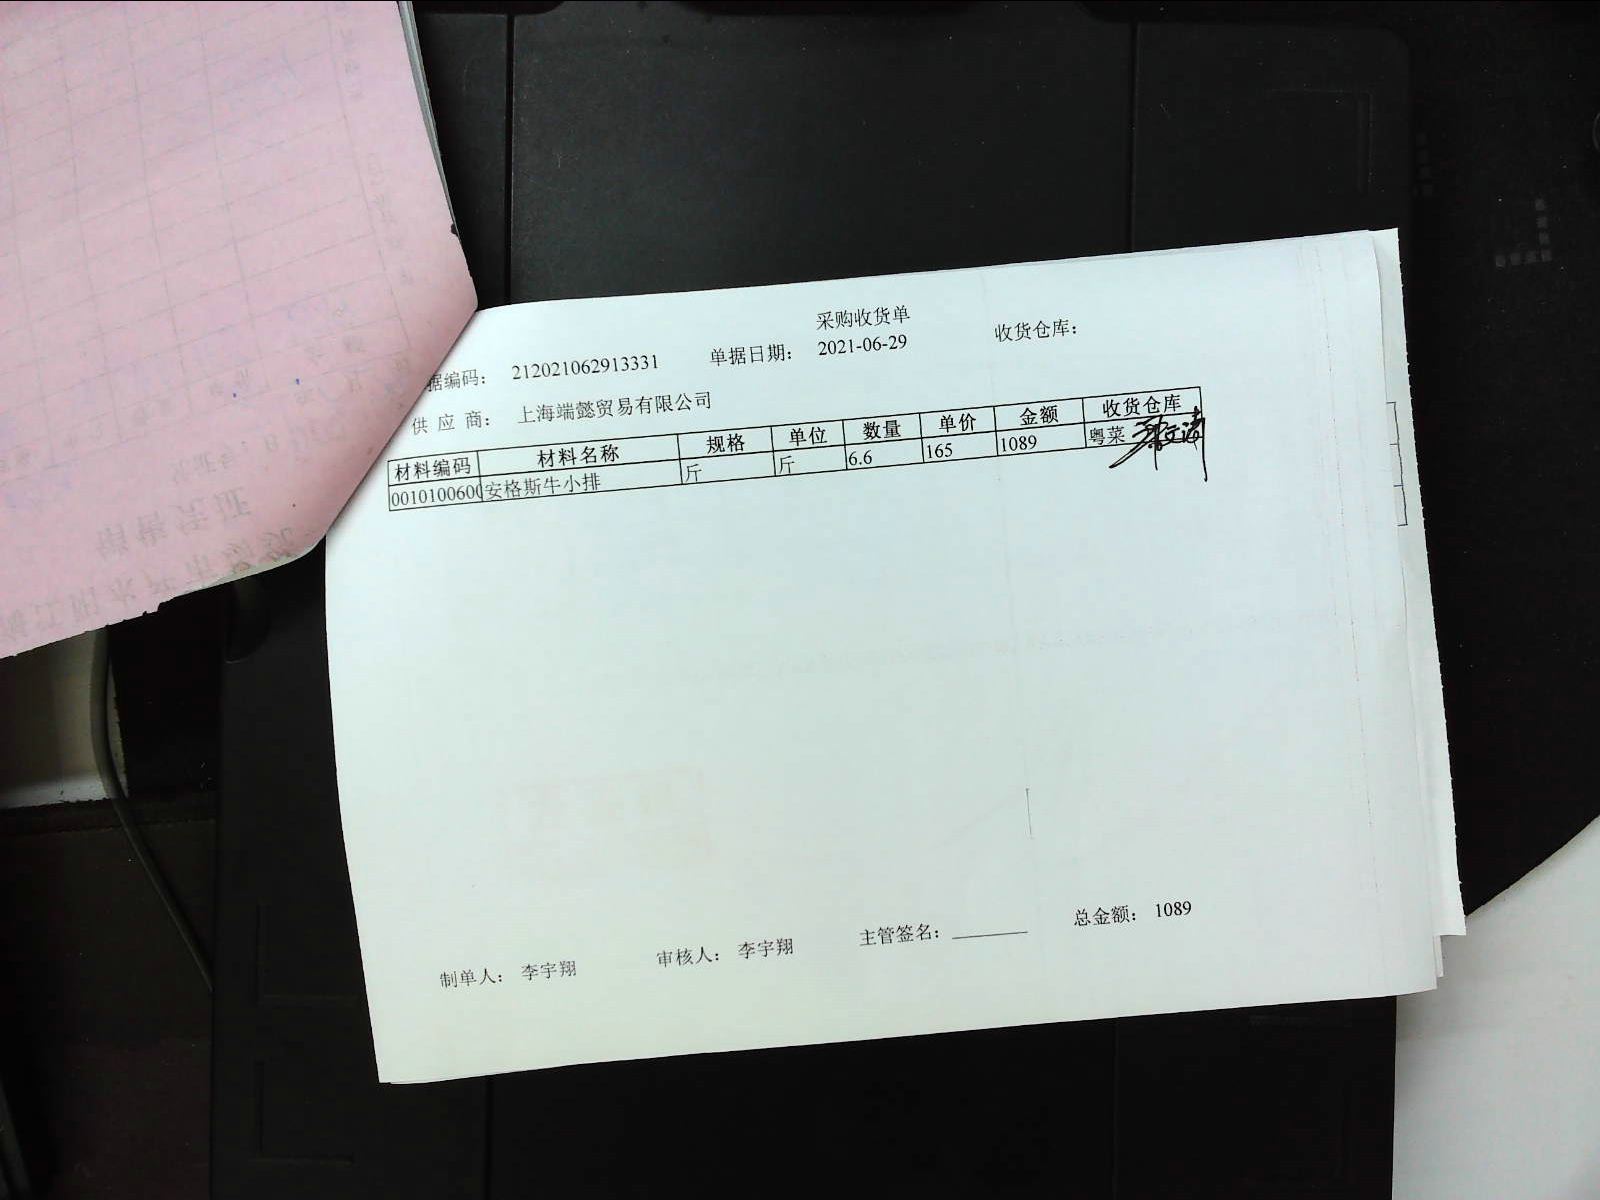 采购收货单
据编码： 212021062913331 单据日期： 2021-06-29 收货仓库：
供 应 商： 上海端懿贸易有限公司
材料编码 材料名称 规格 单位 数量 单价 金额 收货仓库
0010100600 安格斯牛小排 斤 斤 6.6 165 1089 粤菜
制单人： 李宇翔 审核人： 李宇翔 主管签名： 总金额： 1089